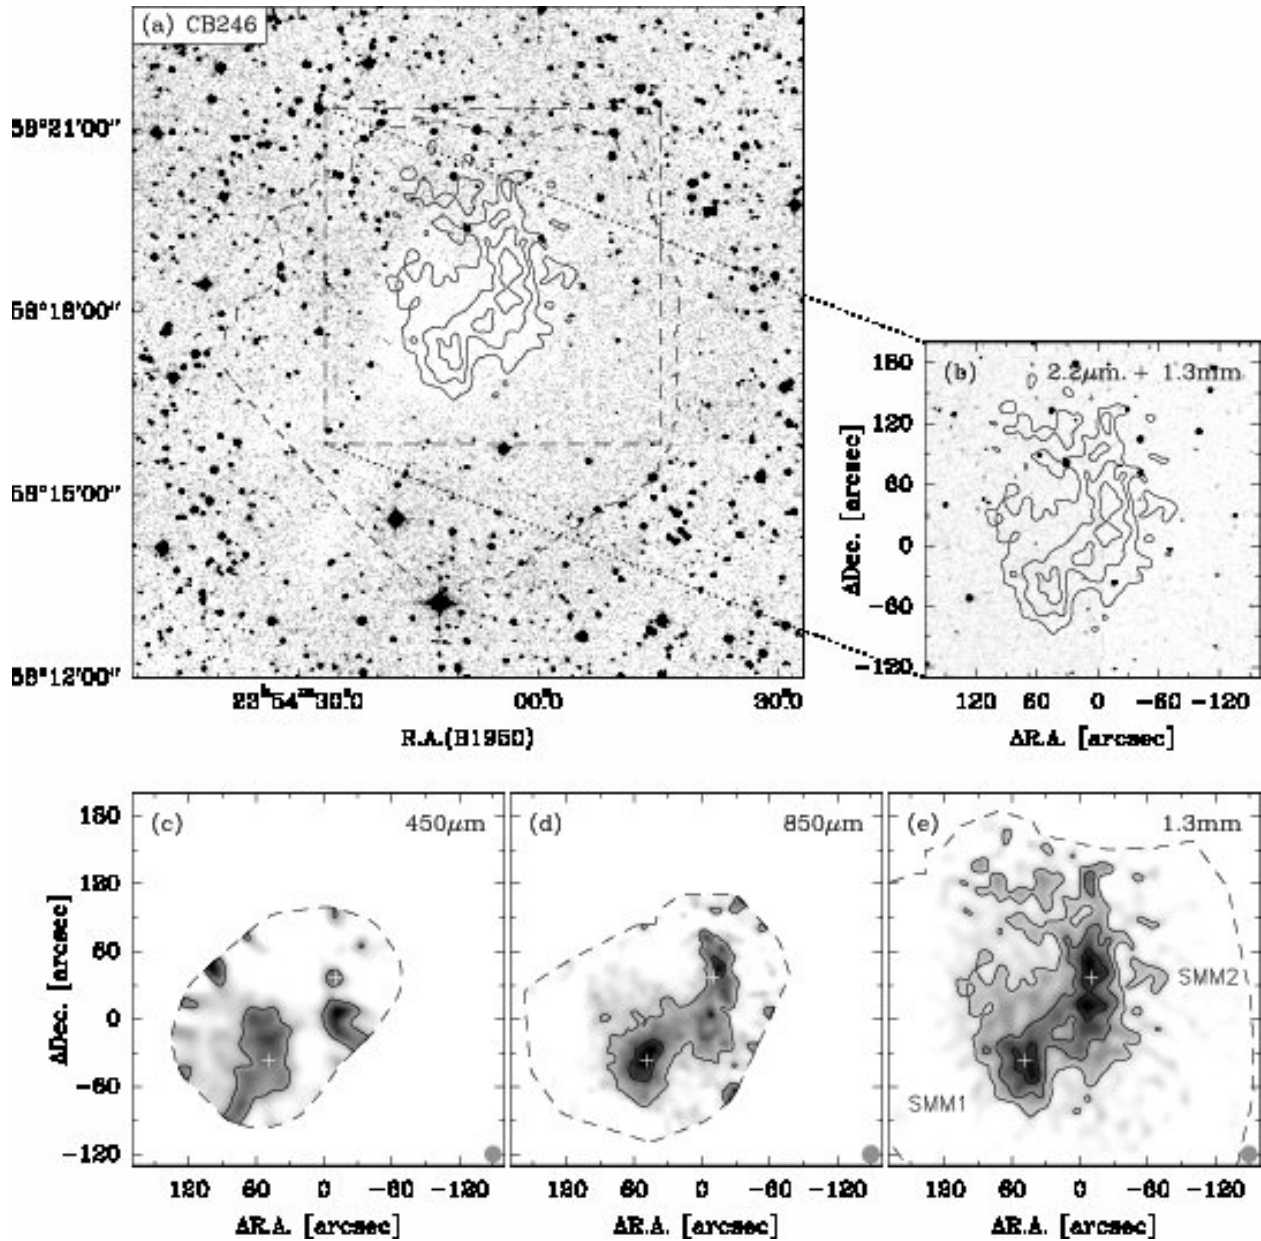 (a) CB246
58°21'00"
58°18'00"
58°15'00"
58°12'00"
23ʰ54ᵐ30ˢ.0 00ˢ.0 30ˢ.0
R.A.(B1950)
(b) 2.2μm + 1.3mm
180
120
60
0
-60
-120
ΔDec. [arcsec]
120 60 0 -60 -120
ΔR.A. [arcsec]
(c) 450μm
(d) 850μm
(e) 1.3mm
180
120
60
0
-60
-120
ΔDec. [arcsec]
SMM2
SMM1
120 60 0 -60 -120
120 60 0 -60 -120
120 60 0 -60 -120
ΔR.A. [arcsec]
ΔR.A. [arcsec]
ΔR.A. [arcsec]